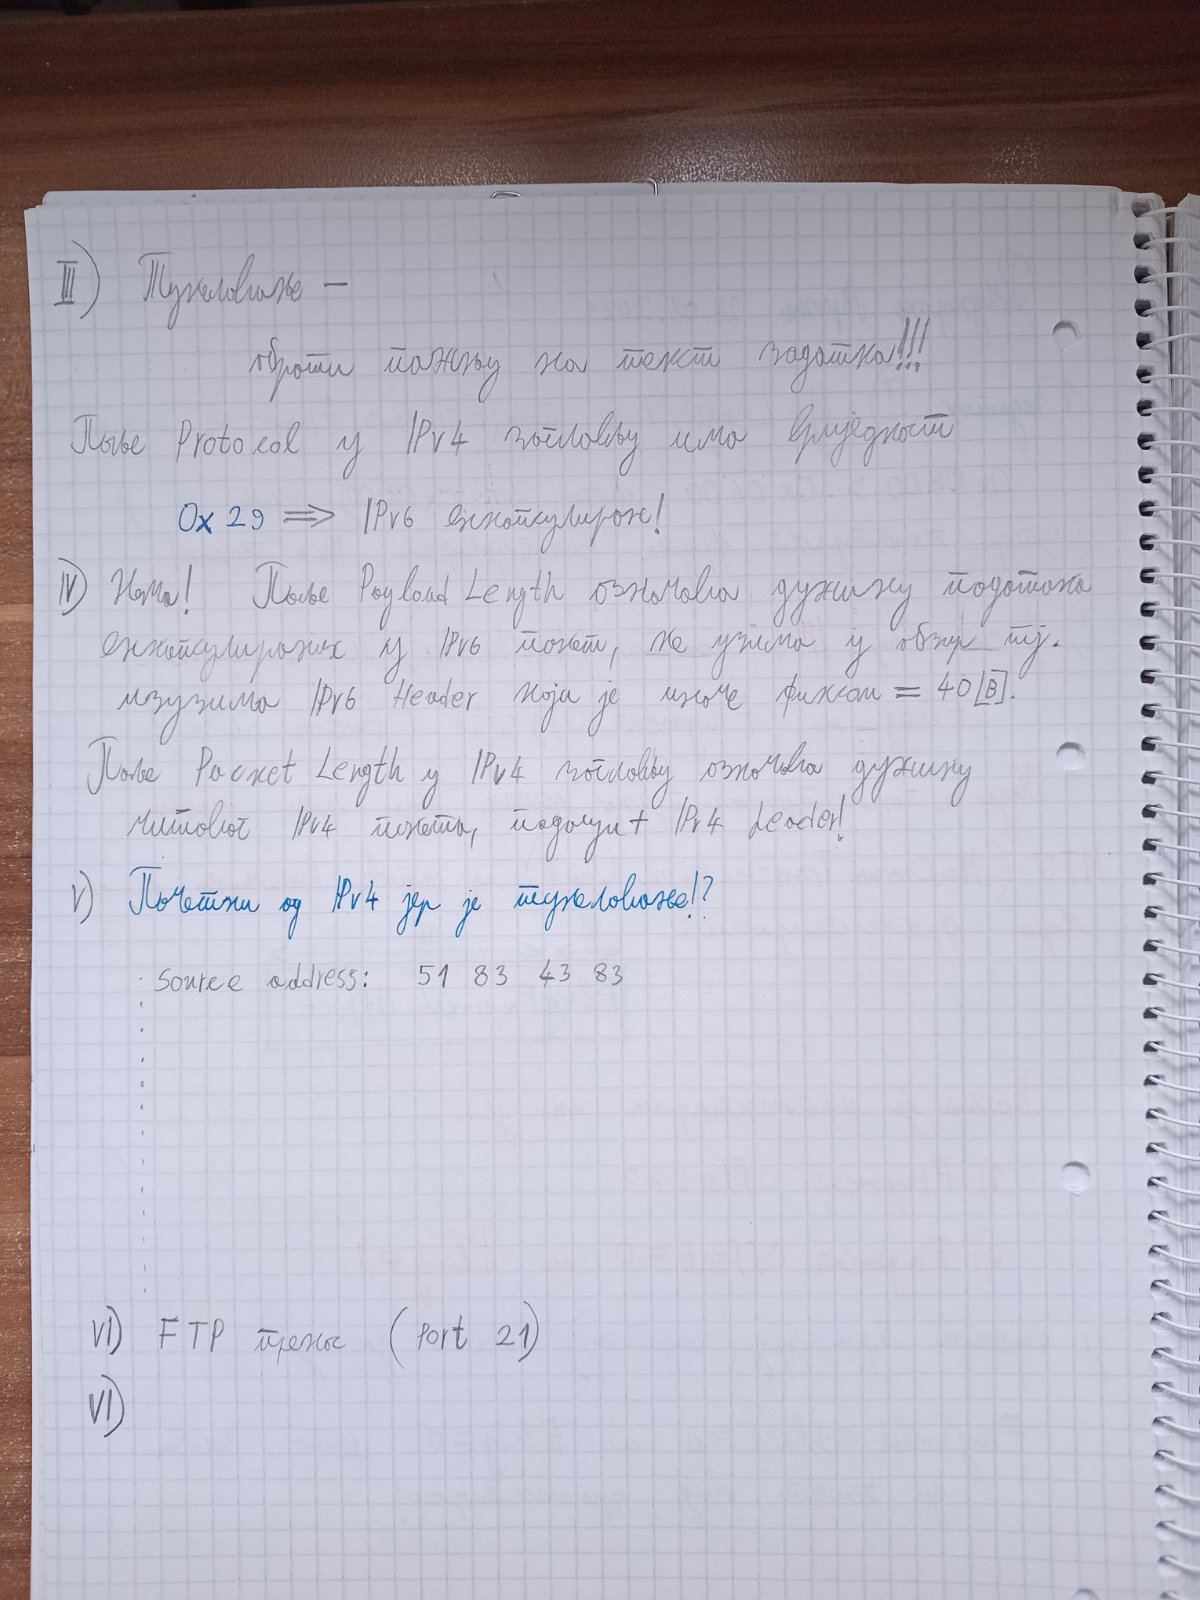 III) Тунеловање -
обрати пажњу на текст задатка!!!
Поље Protocol у IPv4 заглављу има вриједност
0x29 => IPv6 енкапсулиран!
IV) Нема! Поље Payload Length означава дужину података
енкапсулираних у IPv6 пакет, не узима у обзир тј.
изузима IPv6 Header који је иначе фиксан = 40[B].
Поље Packet Length у IPv4 заглављу означава дужину
читавог IPv4 пакета, подаци + IPv4 Header!
V) Почетни од IPv4 јер је тунеловање!?
Source address: 51 83 43 83
VI) FTP пренос (Port 21)
VI)